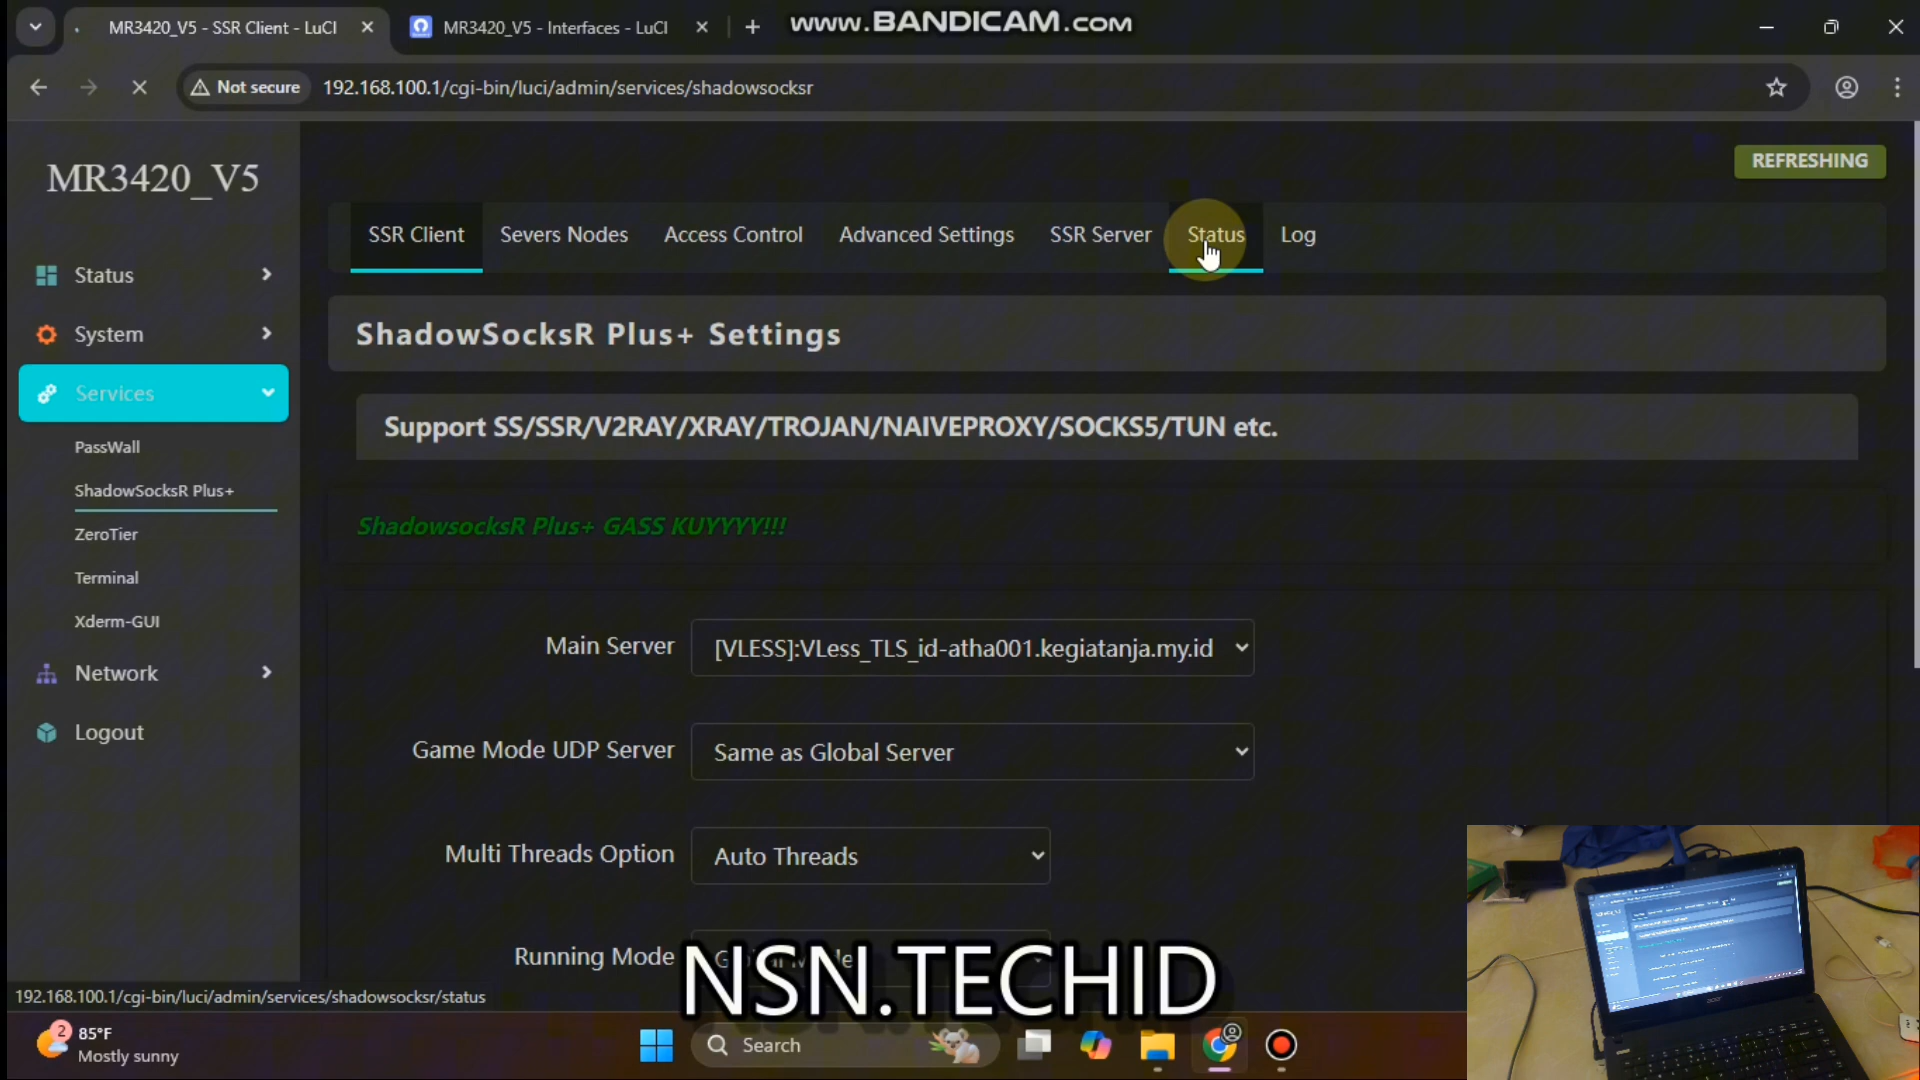 MR3420_V5 - SSR Client - LuCI
MR3420_V5 - Interfaces - LuCI
www.BANDICAM.com
Not secure
192.168.100.1/cgi-bin/luci/admin/services/shadowsocksr
MR3420_V5
REFRESHING
SSR Client
Severs Nodes
Access Control
Advanced Settings
SSR Server
Status
Log
Status
System
Services
PassWall
ShadowSocksR Plus+
ZeroTier
Terminal
Xderm-GUI
Network
Logout
ShadowSocksR Plus+ Settings
Support SS/SSR/V2RAY/XRAY/TROJAN/NAIVEPROXY/SOCKS5/TUN etc.
ShadowsocksR Plus+ GASS KUYYYY!!!
Main Server
[VLESS]:VLess_TLS_id-atha001.kegiatanja.my.id
Game Mode UDP Server
Same as Global Server
Multi Threads Option
Auto Threads
Running Mode
NSN.TECHID
192.168.100.1/cgi-bin/luci/admin/services/shadowsocksr/status
2
85°F
Mostly sunny
Search